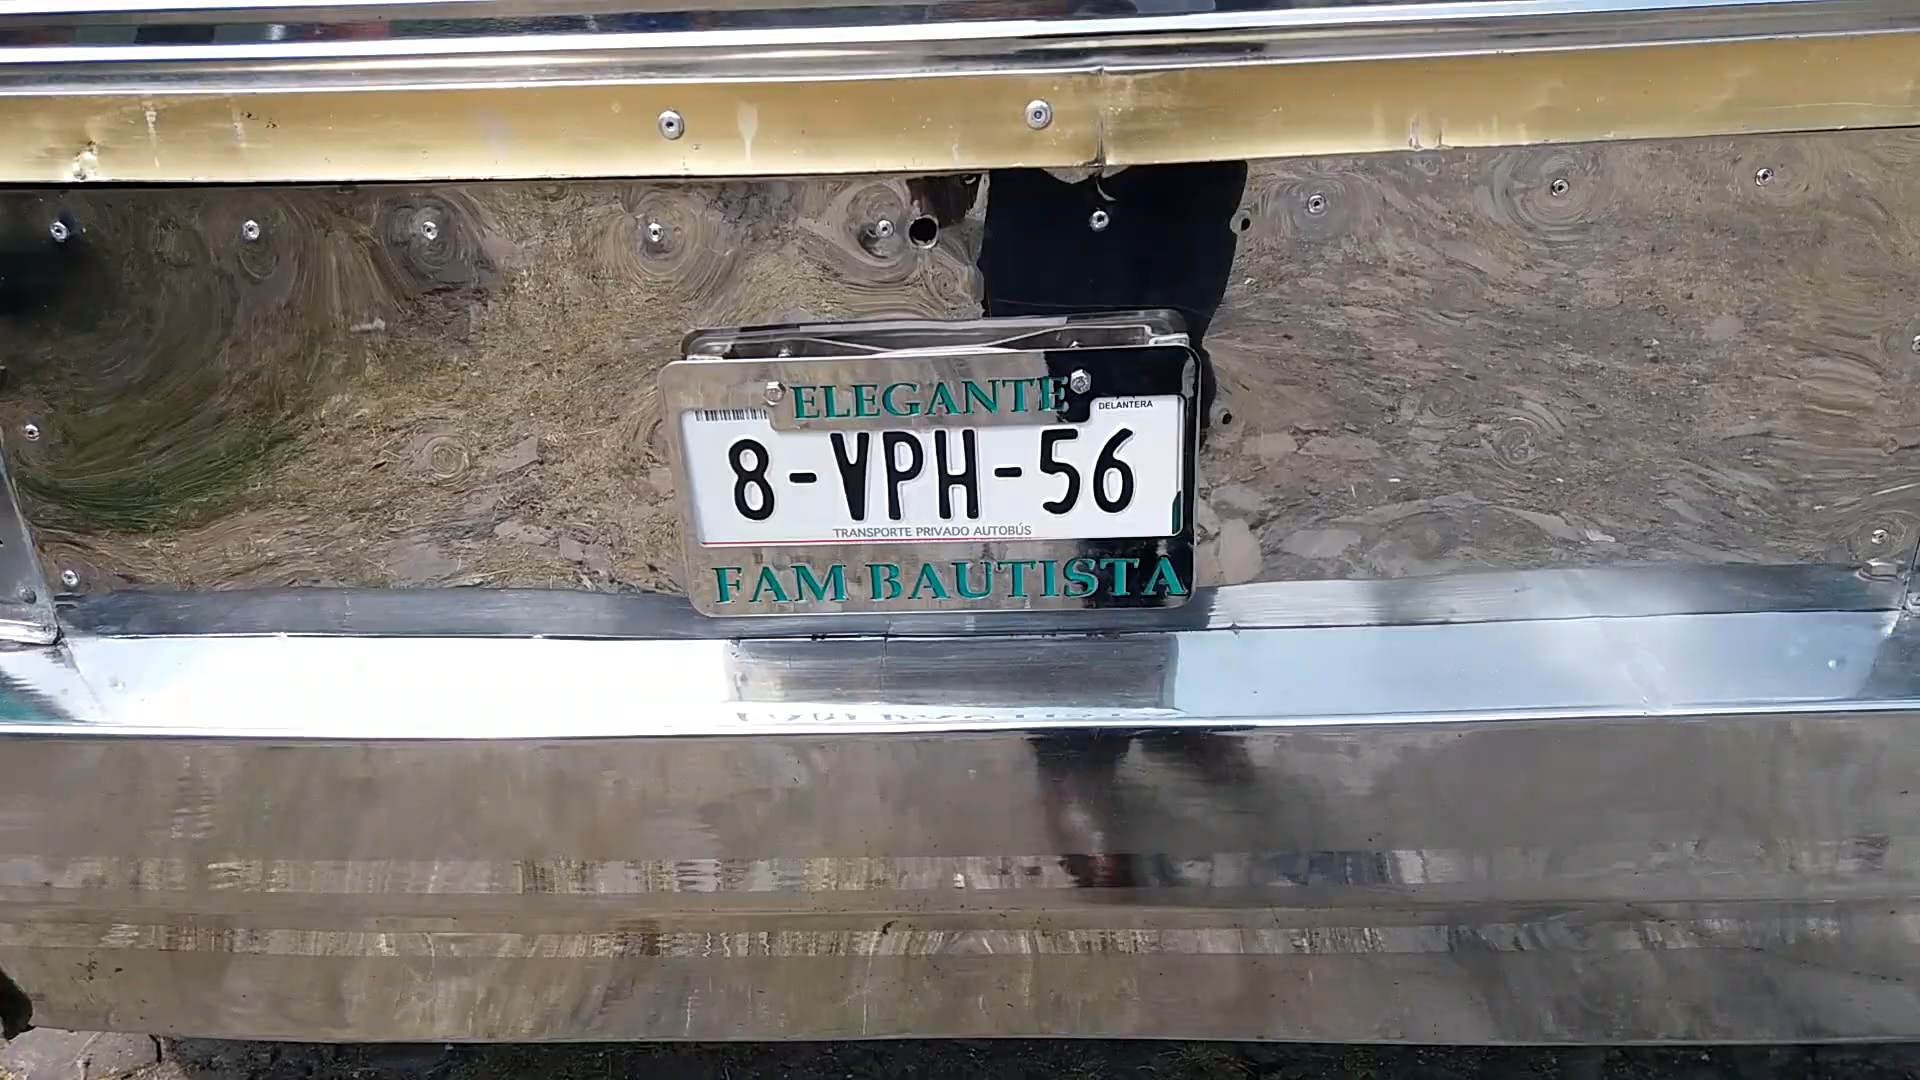 ELEGANTE
DELANTERA
8-VPH-56
TRANSPORTE PRIVADO AUTOBÚS
FAM BAUTISTA